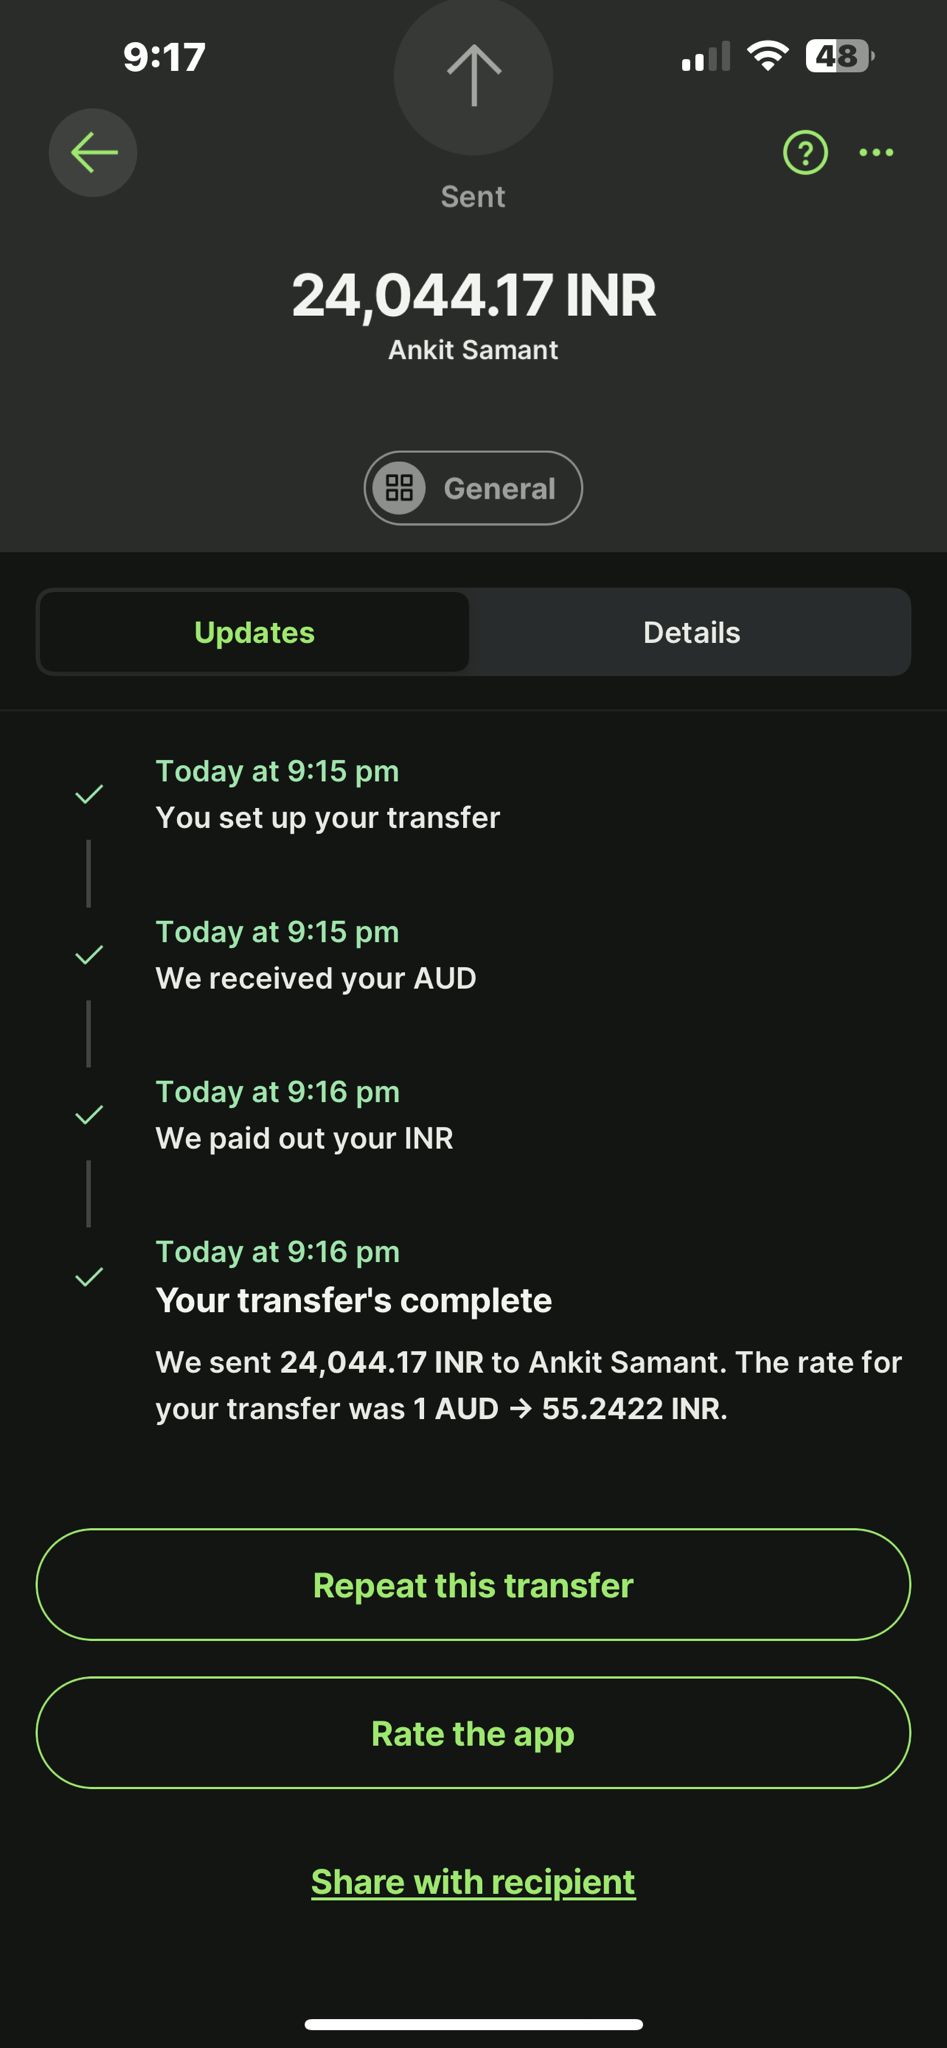 9:17
48
Sent
24,044.17 INR
Ankit Samant
General
Updates
Details
Today at 9:15 pm
You set up your transfer
Today at 9:15 pm
We received your AUD
Today at 9:16 pm
We paid out your INR
Today at 9:16 pm
Your transfer's complete
We sent 24,044.17 INR to Ankit Samant. The rate for
your transfer was 1 AUD → 55.2422 INR.
Repeat this transfer
Rate the app
Share with recipient